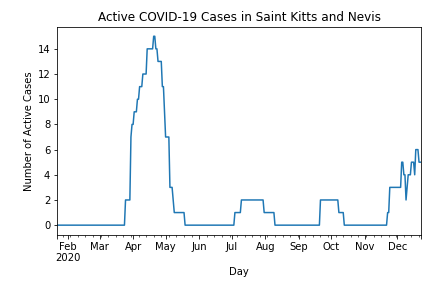 Active COVID-19 Cases in Saint Kitts and Nevis
Number of Active Cases
14
12
10
8
6
4
2
0
Feb Mar Apr May Jun Jul Aug Sep Oct Nov Dec
2020
Day